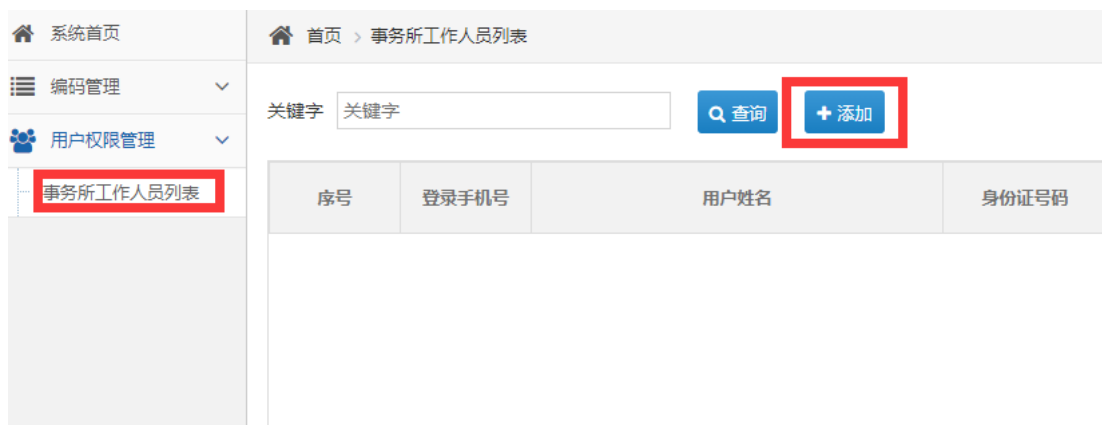 系统首页
编码管理
用户权限管理
事务所工作人员列表
首页 > 事务所工作人员列表
关键字 关键字 查询 添加
序号 登录手机号 用户姓名 身份证号码